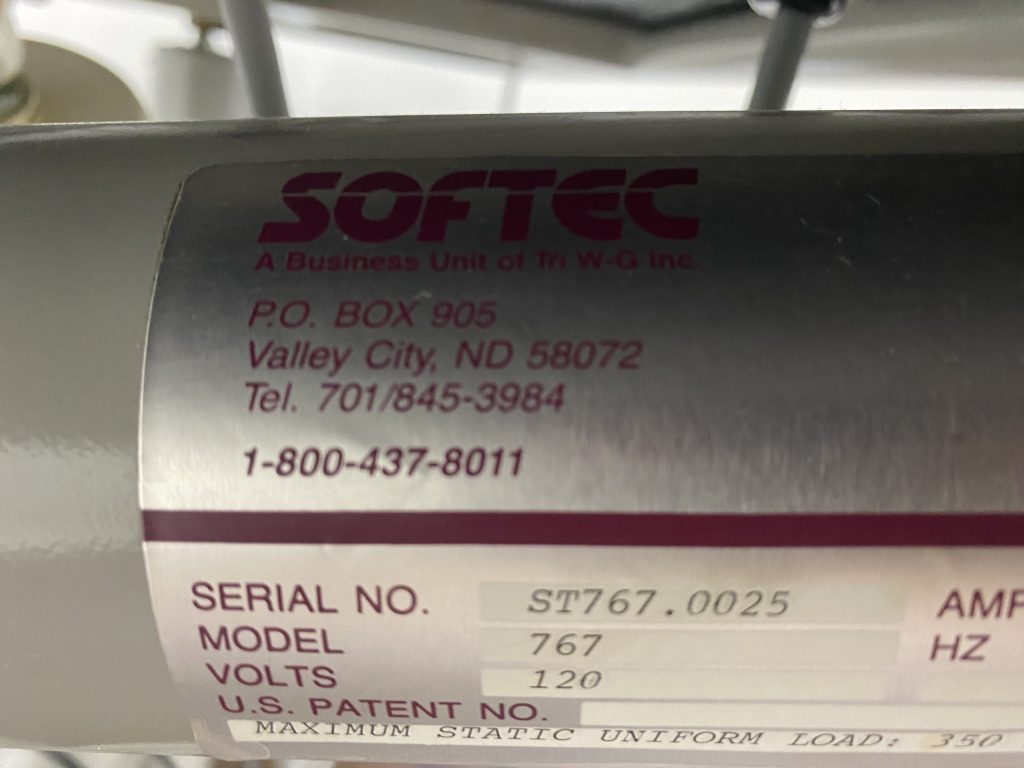 SOFTEC
A Business Unit of Tri W-G Inc.
P.O. BOX 905
Valley City, ND 58072
Tel. 701/845-3984
1-800-437-8011
SERIAL NO. ST767.0025
MODEL 767 HZ
VOLTS 120
U.S. PATENT NO.
MAXIMUM STATIC UNIFORM LOAD: 350